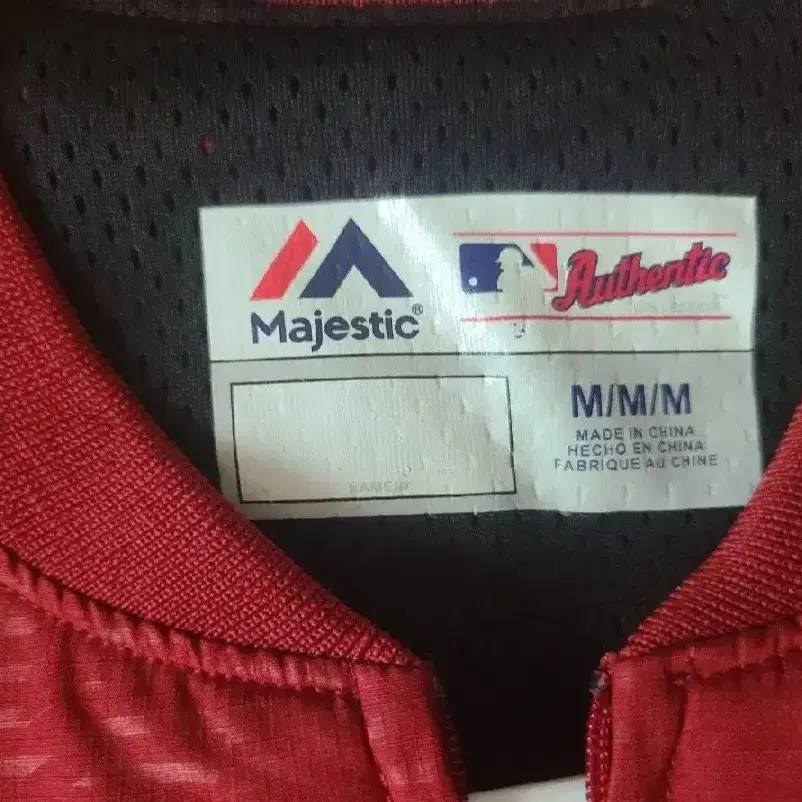 Majestic®
Authentic
M/M/M
MADE IN CHINA
HECHO EN CHINA
FABRIQUE AU CHINE